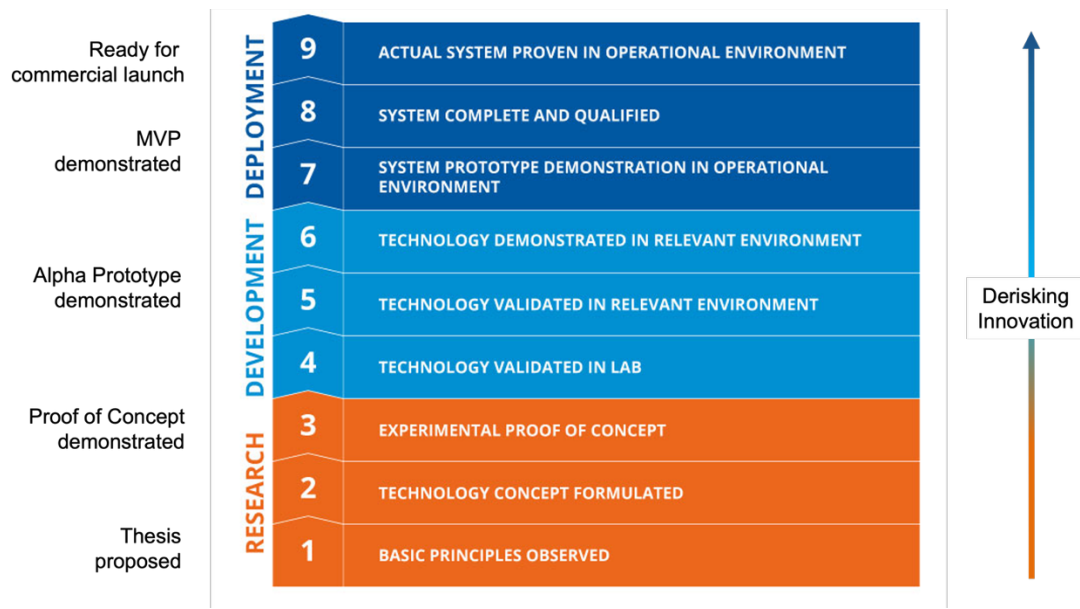 Ready for
commercial launch
MVP
demonstrated
Alpha Prototype
demonstrated
Proof of Concept
demonstrated
Thesis
proposed
DEPLOYMENT
9 ACTUAL SYSTEM PROVEN IN OPERATIONAL ENVIRONMENT
8 SYSTEM COMPLETE AND QUALIFIED
7 SYSTEM PROTOTYPE DEMONSTRATION IN OPERATIONAL
ENVIRONMENT
DEVELOPMENT
6 TECHNOLOGY DEMONSTRATED IN RELEVANT ENVIRONMENT
5 TECHNOLOGY VALIDATED IN RELEVANT ENVIRONMENT
4 TECHNOLOGY VALIDATED IN LAB
RESEARCH
3 EXPERIMENTAL PROOF OF CONCEPT
2 TECHNOLOGY CONCEPT FORMULATED
1 BASIC PRINCIPLES OBSERVED
Derisking
Innovation